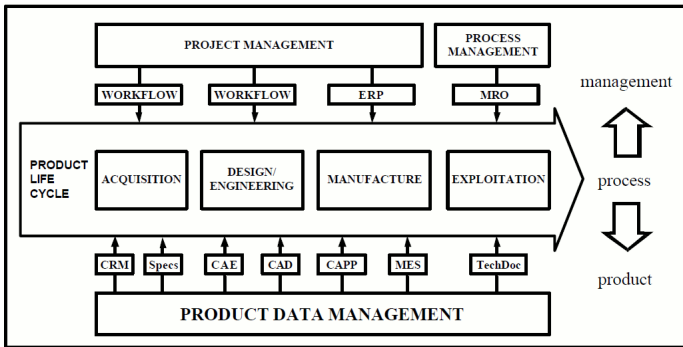 PROJECT MANAGEMENT
PROCESS
MANAGEMENT
WORKFLOW
WORKFLOW
ERP
MRO
management
PRODUCT
LIFE
CYCLE
ACQUISITION
DESIGN/
ENGINEERING
MANUFACTURE
EXPLOITATION
process
CRM
Specs
CAE
CAD
CAPP
MES
TechDoc
product
PRODUCT DATA MANAGEMENT